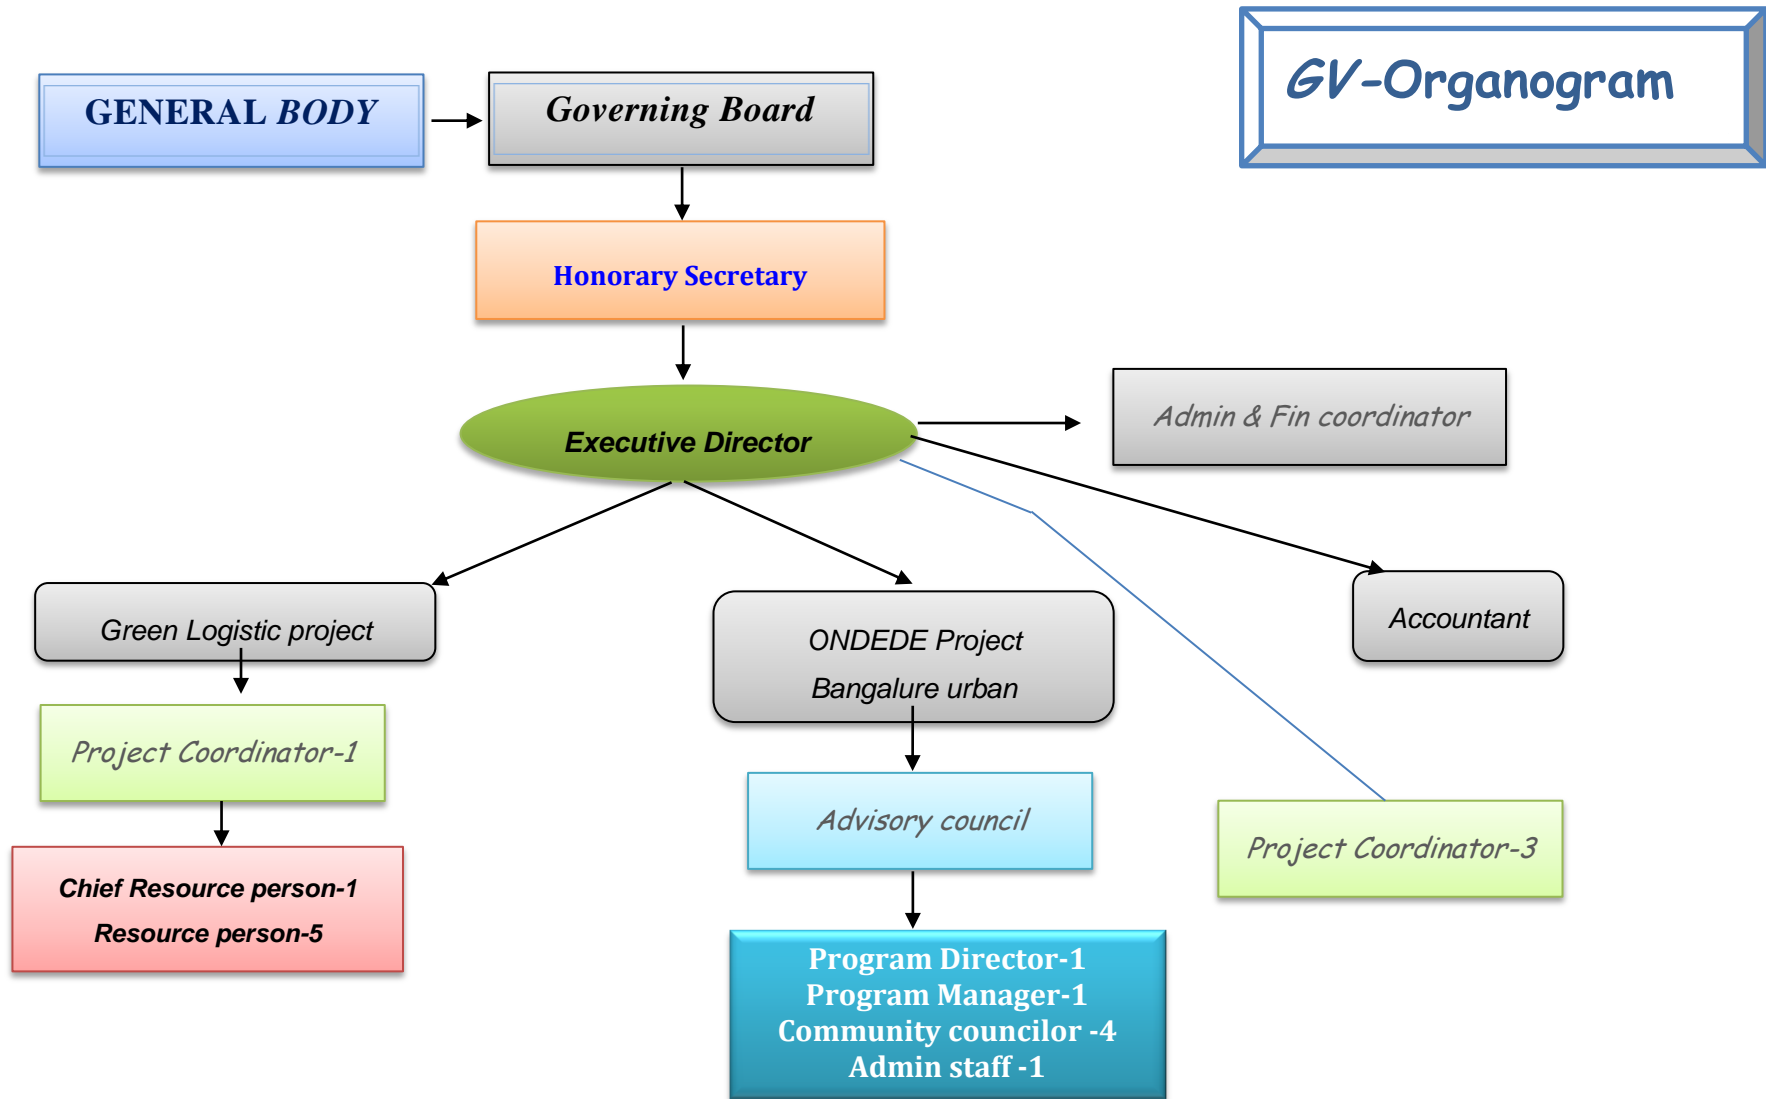 GV-Organogram
GENERAL BODY
Governing Board
Honorary Secretary
Executive Director
Admin & Fin coordinator
Green Logistic project
ONDEDE Project
Bangalure urban
Accountant
Project Coordinator-1
Advisory council
Project Coordinator-3
Chief Resource person-1
Resource person-5
Program Director-1
Program Manager-1
Community councilor -4
Admin staff -1